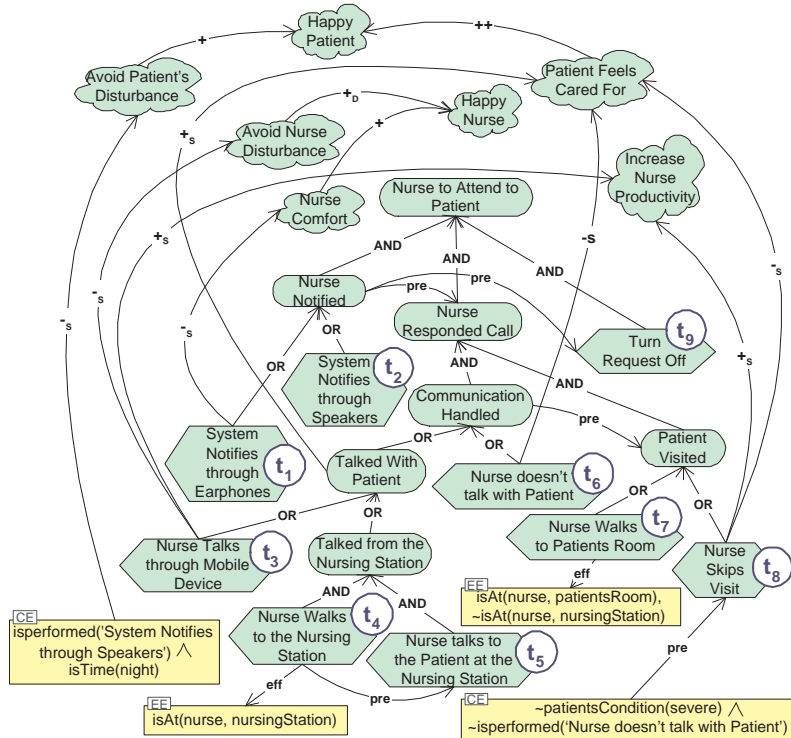 Happy
Patient
+
++
Avoid Patient's
Disturbance
Patient Feels
Cared For
+D
Happy
Nurse
+S
Avoid Nurse
Disturbance
+
Increase
Nurse
Productivity
Nurse to Attend to
Patient
Nurse
Comfort
+S
-S
AND
AND
AND
-S
Nurse
Notified
pre
pre
-S
-S
-S
Nurse
Responded Call
Turn
Request Off
t9
OR
OR
System
Notifies
through
Speakers
t2
AND
AND
+S
Communication
Handled
pre
System
Notifies
through
Earphones
t1
OR
OR
Patient
Visited
Talked With
Patient
Nurse doesn't
talk with Patient
t6
OR
OR
OR
OR
Nurse Talks
through Mobile
Device
t3
Talked from the
Nursing Station
Nurse Walks
to Patients Room
t7
Nurse
Skips
Visit
t8
eff
AND
AND
EE
isAt(nurse, patientsRoom),
~isAt(nurse, nursingStation)
CE
isperformed('System Notifies
through Speakers') ∧
isTime(night)
Nurse Walks
to the Nursing
Station
t4
Nurse talks to
the Patient at the
Nursing Station
t5
pre
eff
pre
EE
isAt(nurse, nursingStation)
CE
~patientsCondition(severe) ∧
~isperformed('Nurse doesn't talk with Patient')